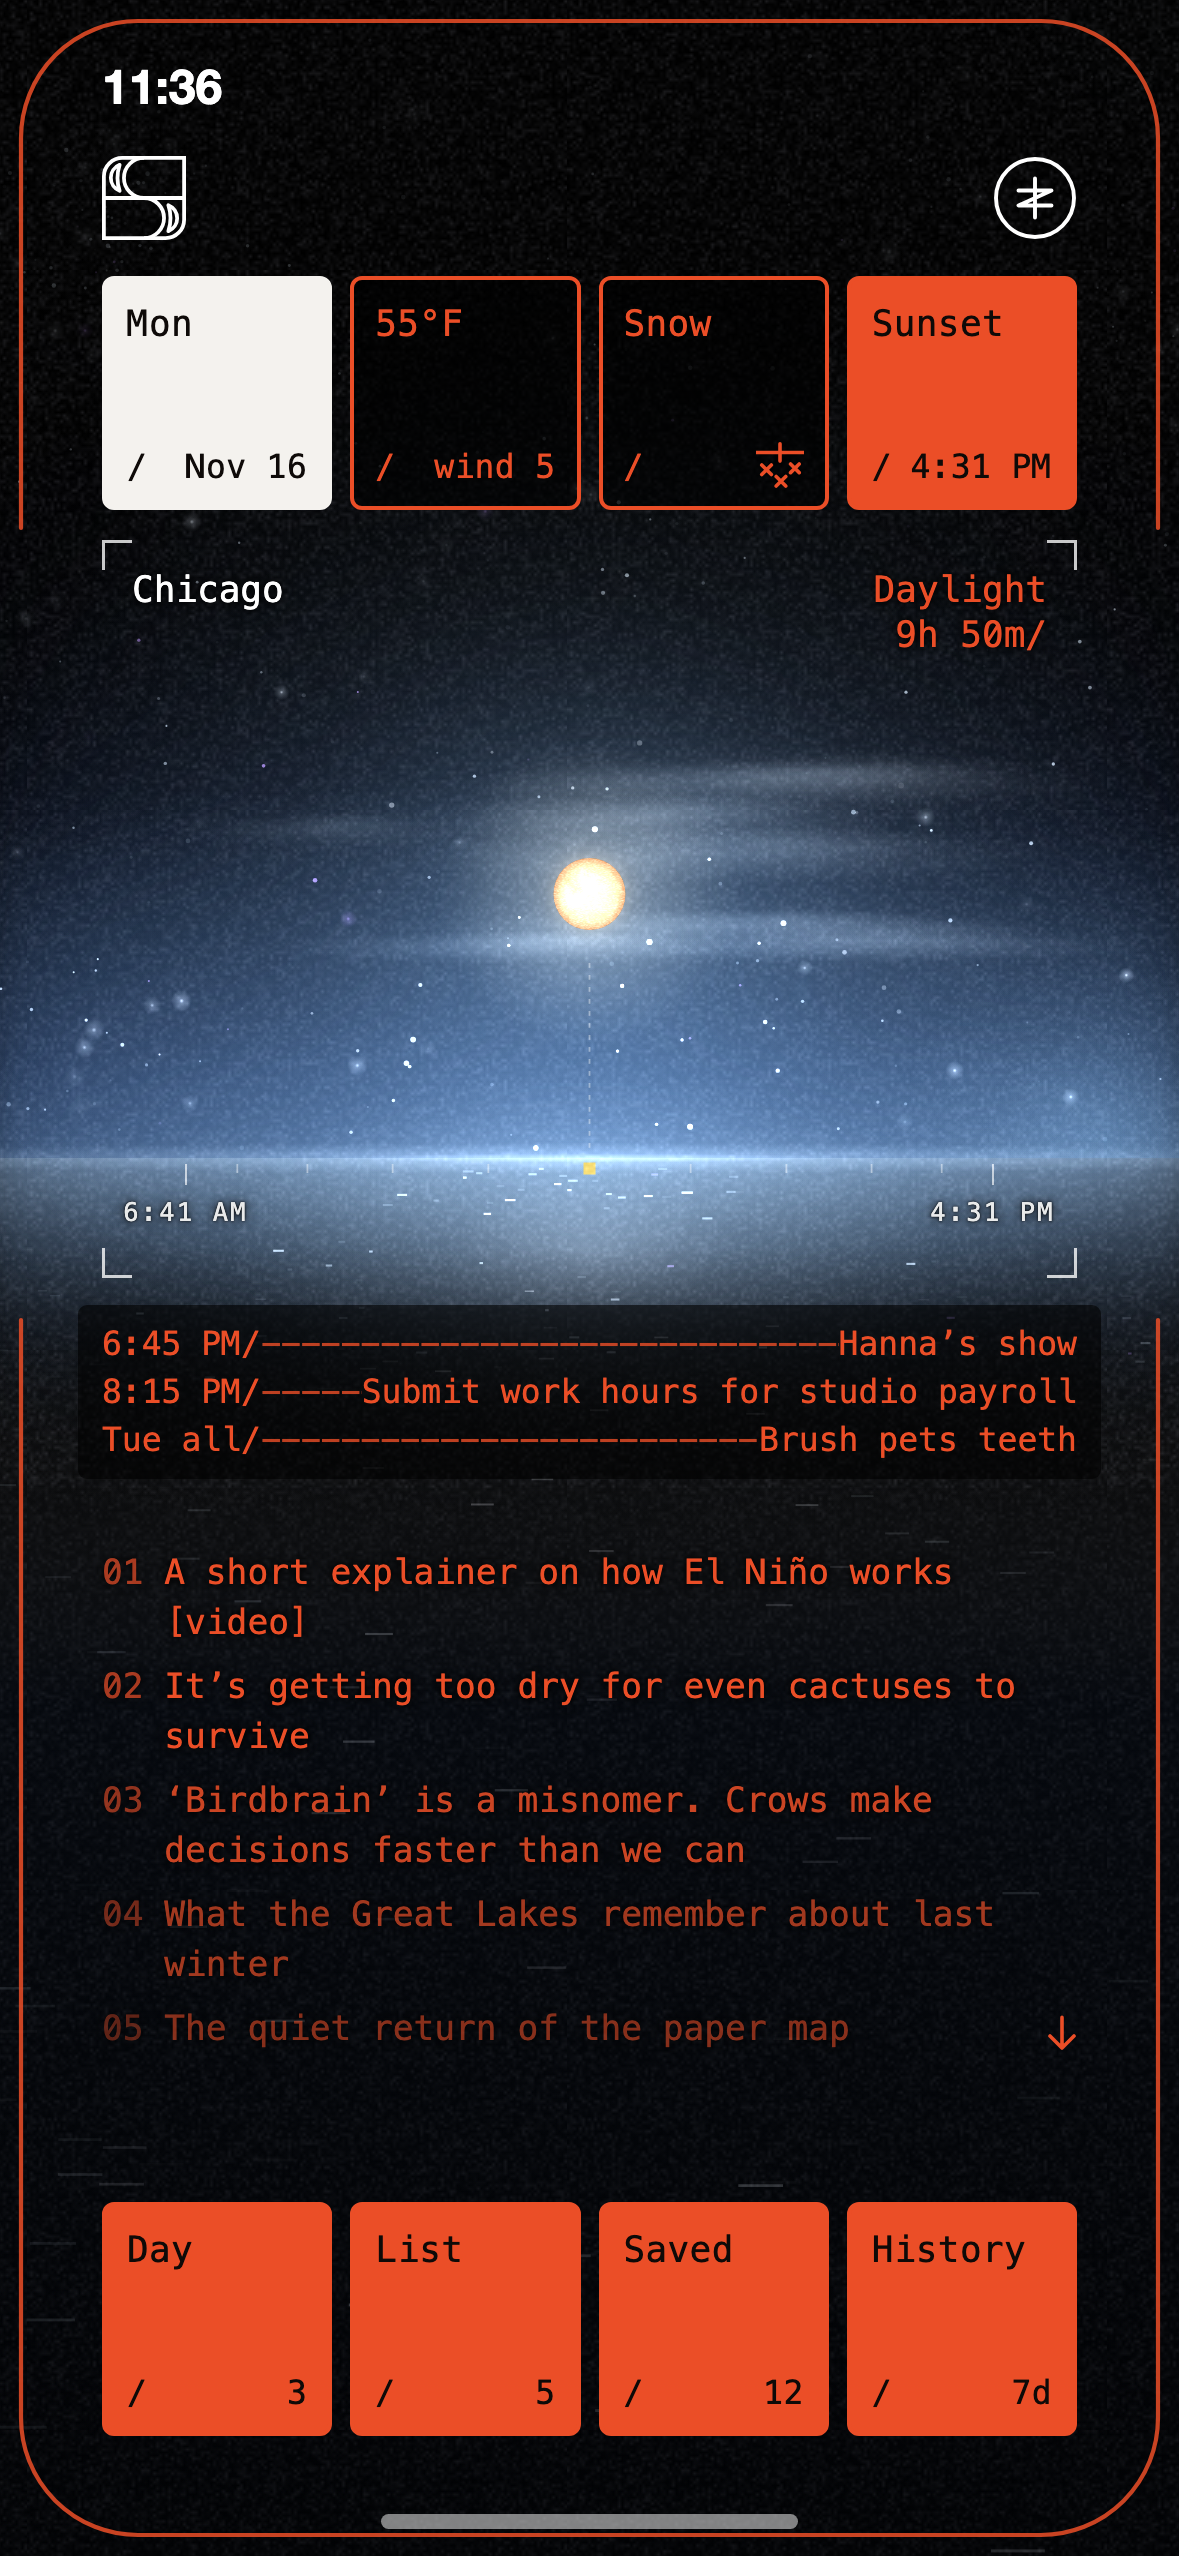 11:36
Mon
/ Nov 16
55°F
/ wind 5
Snow
/
Sunset
/ 4:31 PM
Chicago
Daylight
9h 50m/
6:41 AM
4:31 PM
6:45 PM/—————————————————————————————Hanna’s show
8:15 PM/—————Submit work hours for studio payroll
Tue all/—————————————————————————Brush pets teeth
01 A short explainer on how El Niño works
[video]
02 It’s getting too dry for even cactuses to
survive
03 ‘Birdbrain’ is a misnomer. Crows make
decisions faster than we can
04 What the Great Lakes remember about last
winter
05 The quiet return of the paper map
Day
/ 3
List
/ 5
Saved
/ 12
History
/ 7d